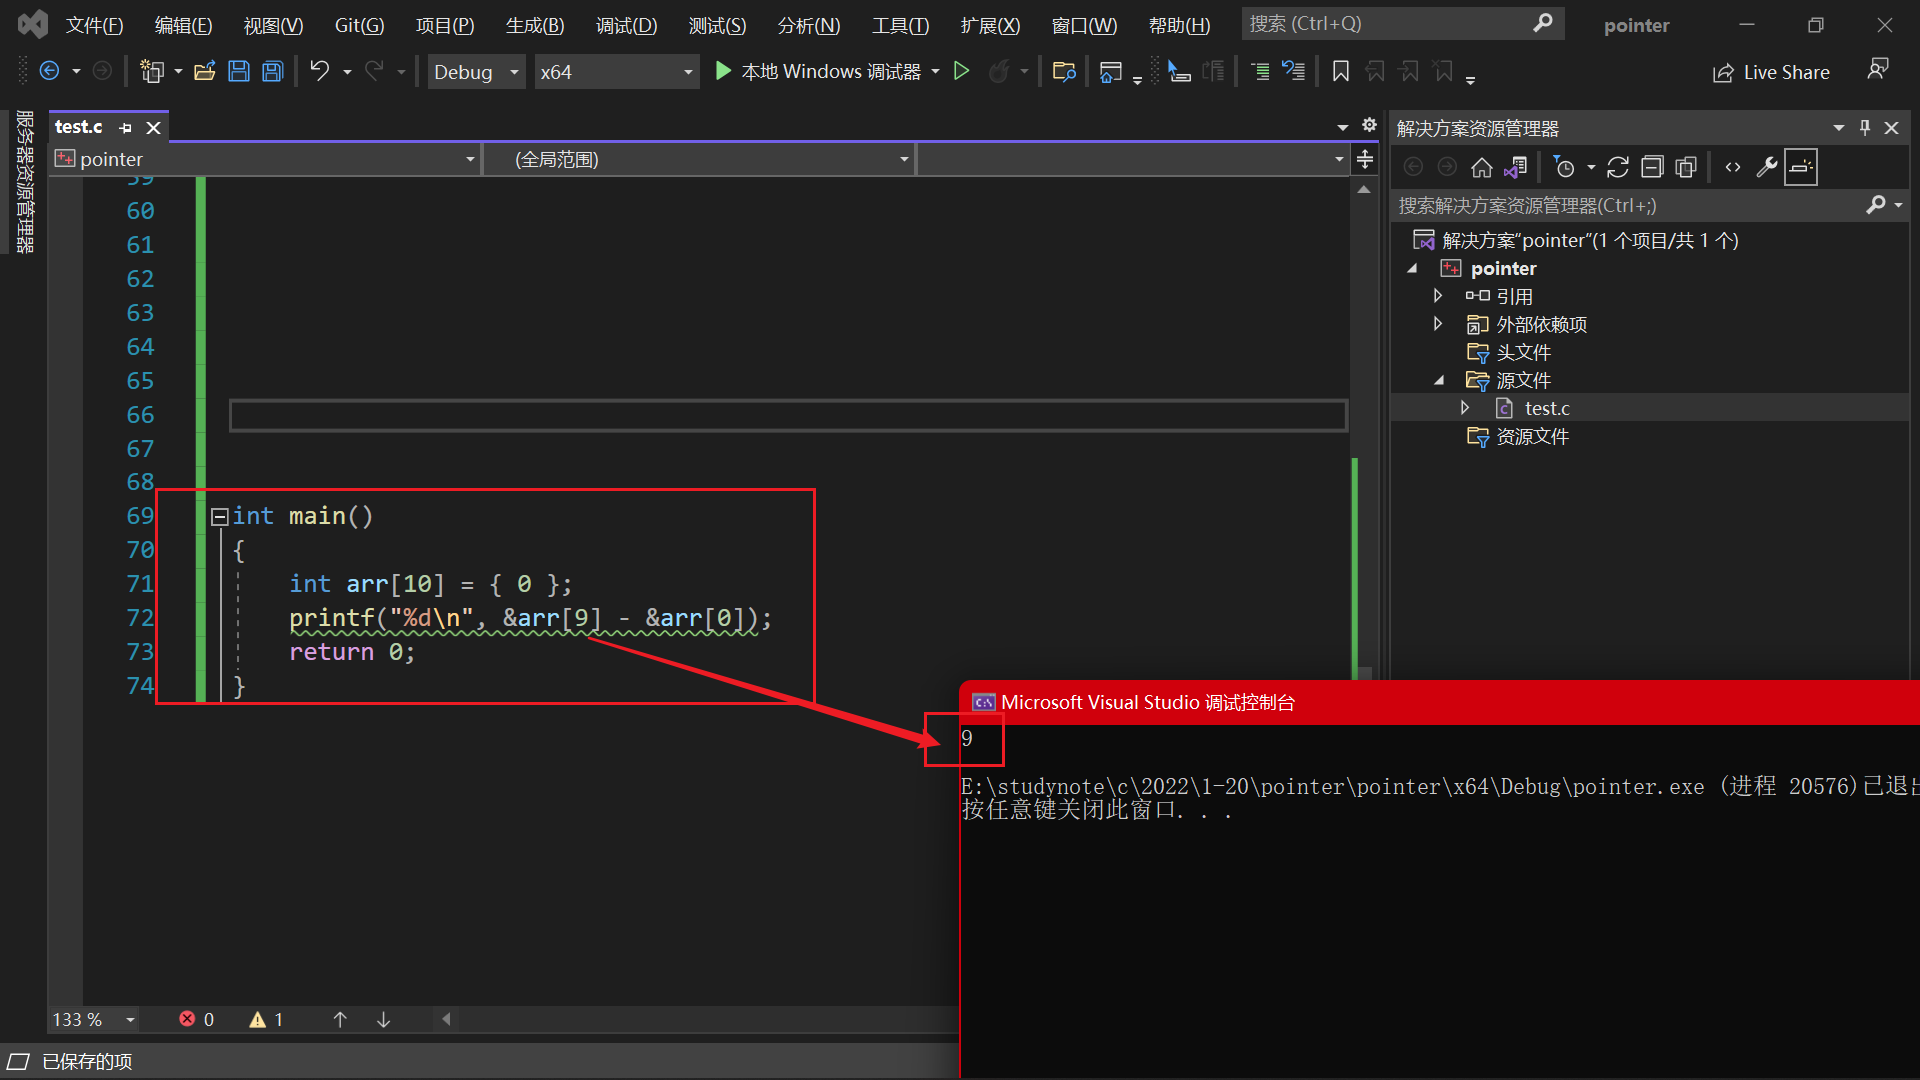 文件(F) 编辑(E) 视图(V) Git(G) 项目(P) 生成(B) 调试(D) 测试(S) 分析(N) 工具(T) 扩展(X) 窗口(W) 帮助(H) 搜索 (Ctrl+Q) pointer
Debug x64 本地 Windows 调试器 Live Share
服务器资源管理器
test.c
pointer (全局范围)
59
60
61
62
63
64
65
66
67
68
69 int main()
70 {
71 int arr[10] = { 0 };
72 printf("%d\n", &arr[9] - &arr[0]);
73 return 0;
74 }
133 % 0 1
已保存的项
解决方案资源管理器
搜索解决方案资源管理器(Ctrl+;)
解决方案“pointer”(1 个项目/共 1 个)
pointer
引用
外部依赖项
头文件
源文件
test.c
资源文件
Microsoft Visual Studio 调试控制台
9
E:\studynote\c\2022\1-20\pointer\pointer\x64\Debug\pointer.exe (进程 20576)已退
按任意键关闭此窗口. . .